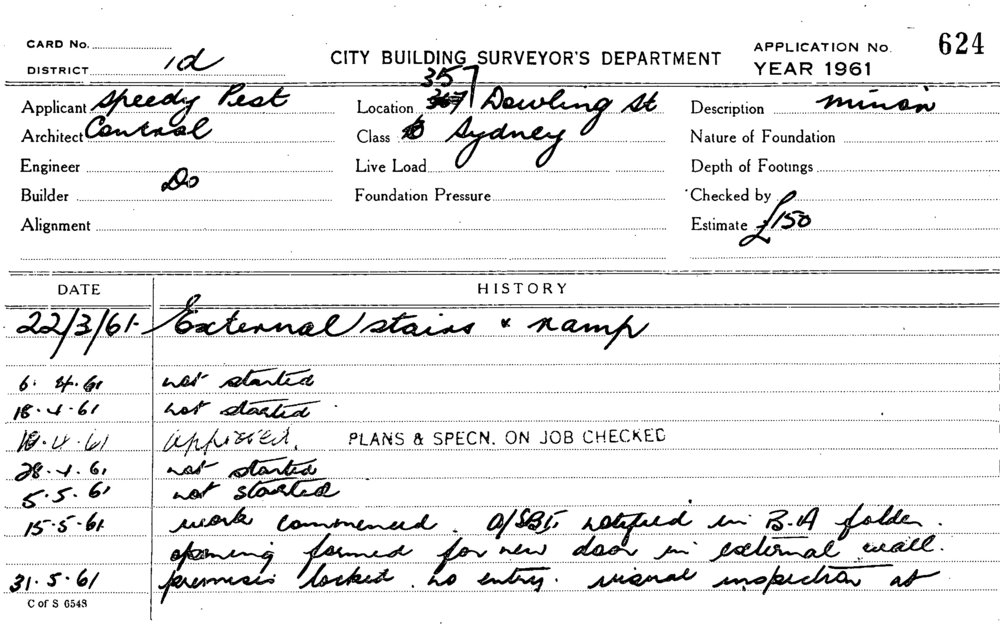 CARD No.
DISTRICT 1d
CITY BUILDING SURVEYOR'S DEPARTMENT
APPLICATION No. 624
YEAR 1961
Applicant Speedy Pest
Architect Control
Engineer
Builder Do
Alignment
357
Location 367 Dowling St
Class Sydney
Live Load
Foundation Pressure
Description minor
Nature of Foundation
Depth of Footings
Checked by
Estimate £150
DATE HISTORY
22/3/61 External stairs & ramp
6.4.61 not started
18.4.61 not started
18.4.61 approved. PLANS & SPECN. ON JOB CHECKED
28.4.61 not started
5.5.61 not started
15.5.61 work commenced. A/SBI, notified in B.A folder.
opening formed for new door in external wall.
31.5.61 premises locked. no entry. visual inspection at
C of S 6548